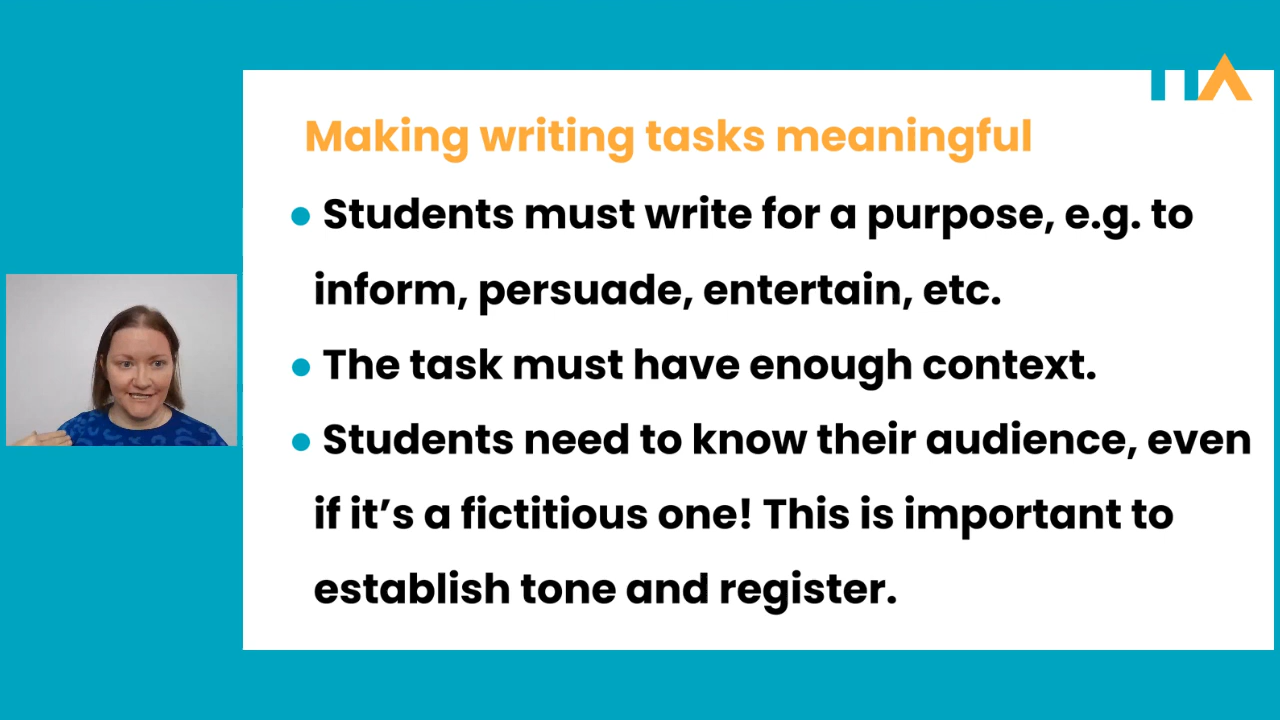 Making writing tasks meaningful
● Students must write for a purpose, e.g. to
inform, persuade, entertain, etc.
● The task must have enough context.
● Students need to know their audience, even
if it’s a fictitious one! This is important to
establish tone and register.